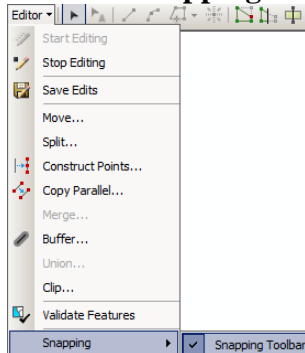 Editor
Start Editing
Stop Editing
Save Edits
Move...
Split...
Construct Points...
Copy Parallel...
Merge...
Buffer...
Union...
Clip...
Validate Features
Snapping
Snapping Toolbar